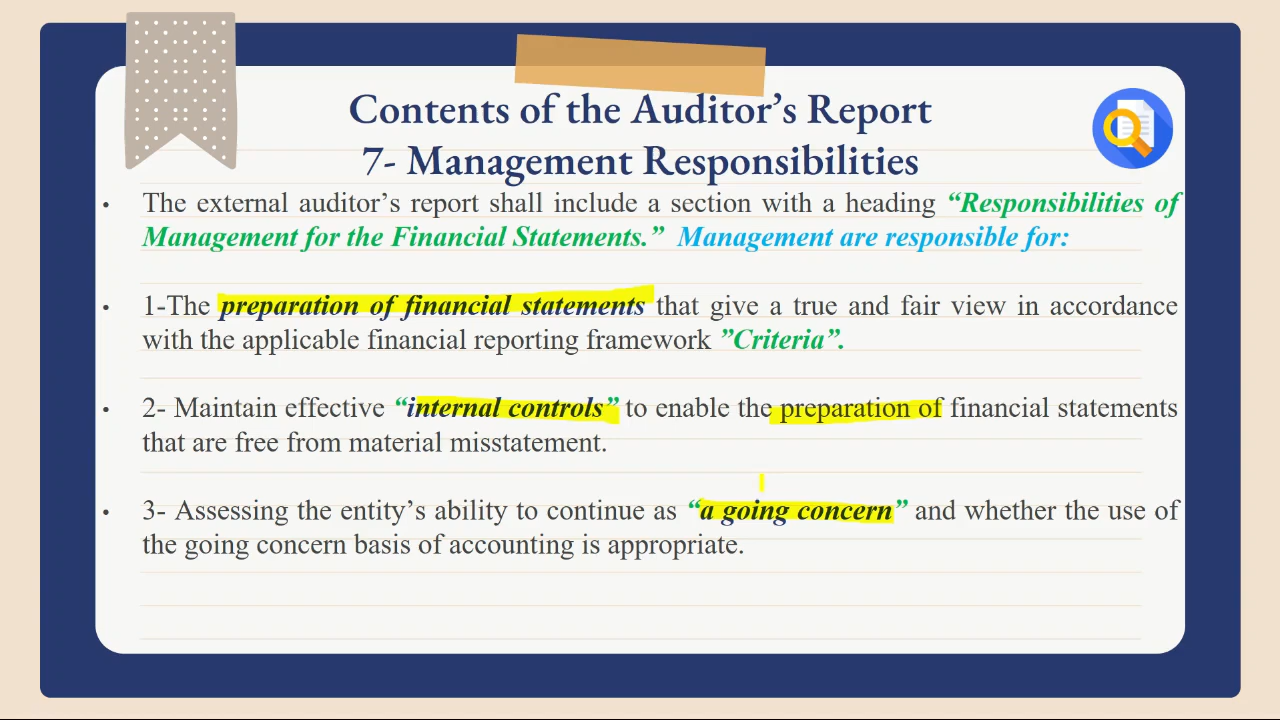 Contents of the Auditor’s Report
7- Management Responsibilities
• The external auditor’s report shall include a section with a heading “Responsibilities of
Management for the Financial Statements.” Management are responsible for:
• 1-The preparation of financial statements that give a true and fair view in accordance
with the applicable financial reporting framework ”Criteria”.
• 2- Maintain effective “internal controls” to enable the preparation of financial statements
that are free from material misstatement.
• 3- Assessing the entity’s ability to continue as “a going concern” and whether the use of
the going concern basis of accounting is appropriate.